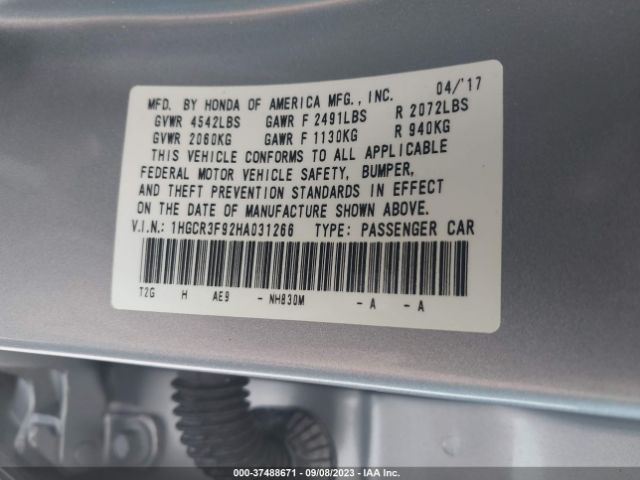 MFD. BY HONDA OF AMERICA MFG., INC. 04/'17
GVWR 4542LBS GAWR F 2491LBS R 2072LBS
GVWR 2060KG GAWR F 1130KG R 940KG
THIS VEHICLE CONFORMS TO ALL APPLICABLE
FEDERAL MOTOR VEHICLE SAFETY, BUMPER,
AND THEFT PREVENTION STANDARDS IN EFFECT
ON THE DATE OF MANUFACTURE SHOWN ABOVE.
V.I.N.: 1HGCR3F92HA031266 TYPE: PASSENGER CAR
T2G H AE9 - NH830M - A - A
000-37488671 | 09/08/2023 | IAA Inc.